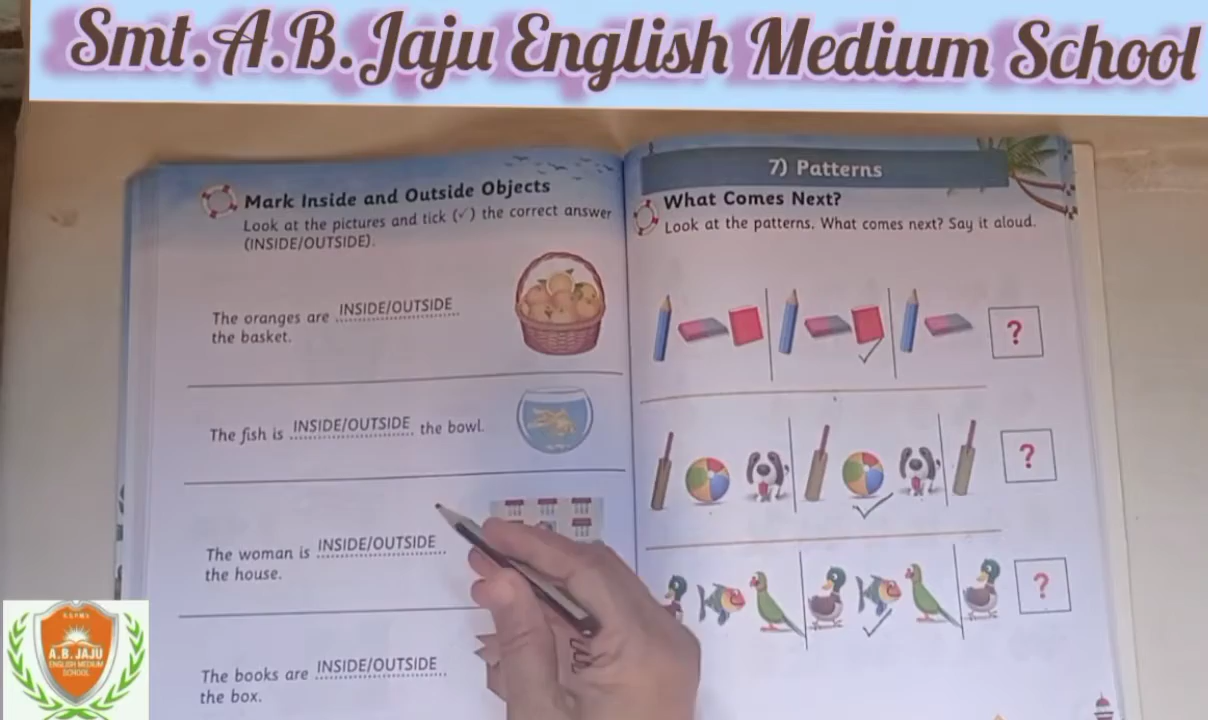 Smt.A.B.Jaju English Medium School
Mark Inside and Outside Objects
Look at the pictures and tick (✓) the correct answer
(INSIDE/OUTSIDE).
The oranges are INSIDE/OUTSIDE
the basket.
The fish is INSIDE/OUTSIDE the bowl.
The woman is INSIDE/OUTSIDE
the house.
The books are INSIDE/OUTSIDE
the box.
7) Patterns
What Comes Next?
Look at the patterns. What comes next? Say it aloud.
?
?
?
A.B. JAJU
ENGLISH MEDIUM
SCHOOL